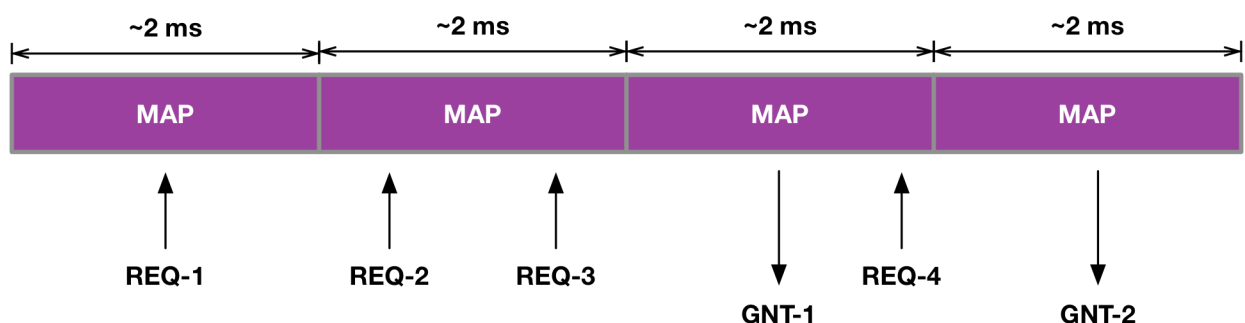 ~2 ms ~2 ms ~2 ms ~2 ms
MAP MAP MAP MAP
REQ-1 REQ-2 REQ-3 REQ-4
GNT-1 GNT-2